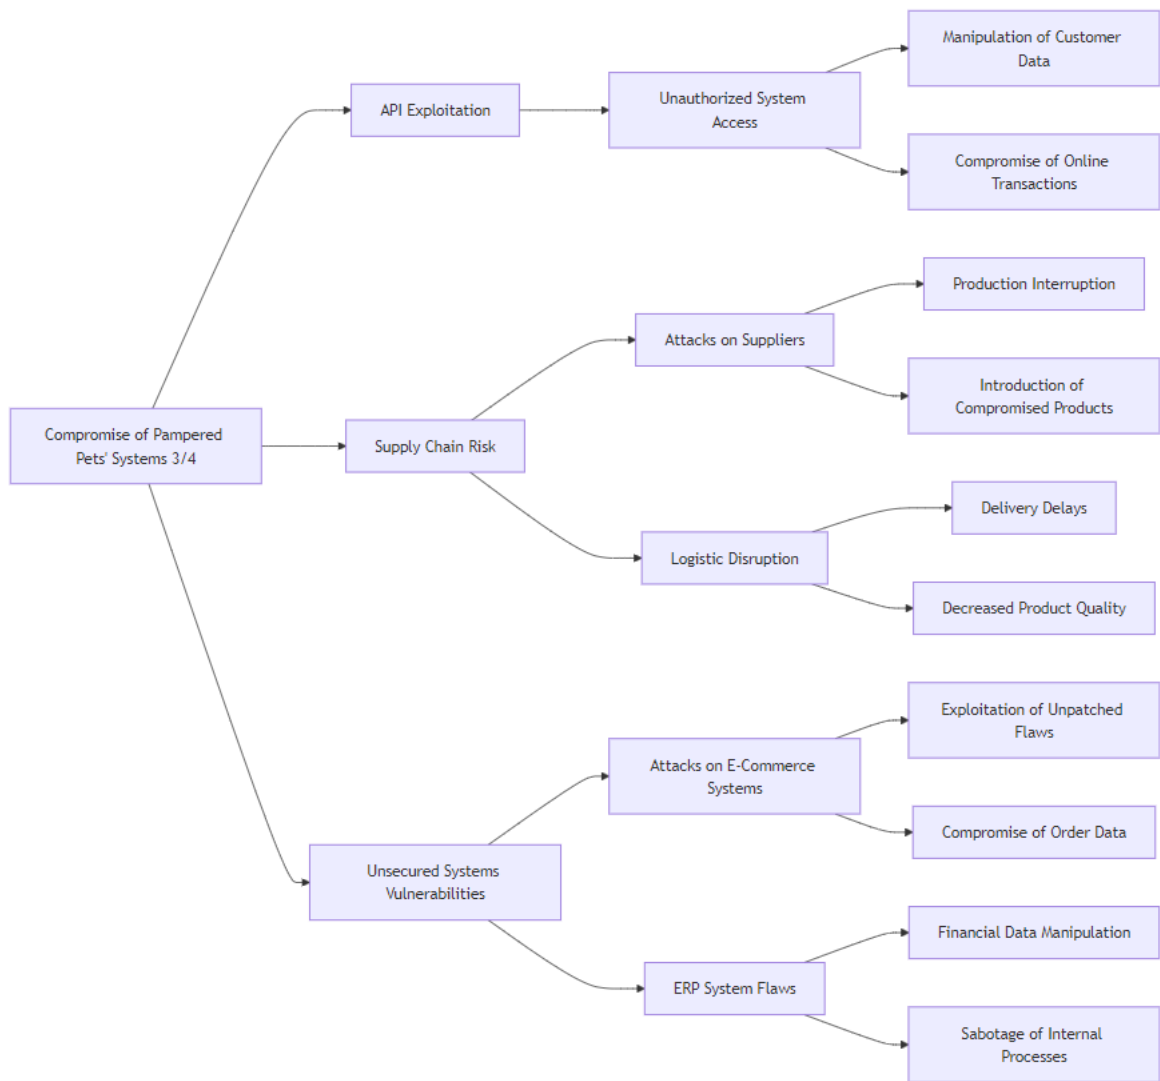 Manipulation of Customer
Data
API Exploitation
Unauthorized System
Access
Compromise of Online
Transactions
Production Interruption
Attacks on Suppliers
Introduction of
Compromised Products
Compromise of Pampered
Pets' Systems 3/4
Supply Chain Risk
Delivery Delays
Logistic Disruption
Decreased Product Quality
Exploitation of Unpatched
Flaws
Attacks on E-Commerce
Systems
Compromise of Order Data
Unsecured Systems
Vulnerabilities
Financial Data Manipulation
ERP System Flaws
Sabotage of Internal
Processes